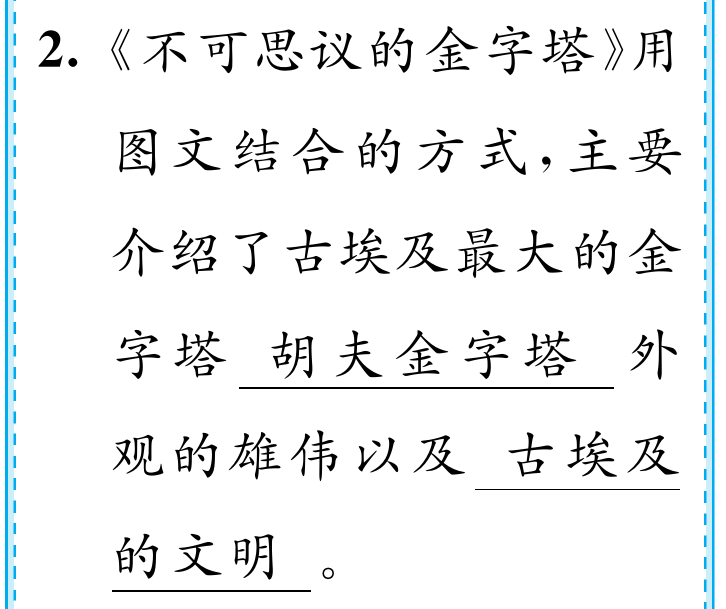 2.《不可思议的金字塔》用
图文结合的方式,主要
介绍了古埃及最大的金
字塔 胡夫金字塔 外
观的雄伟以及 古埃及
的文明 。